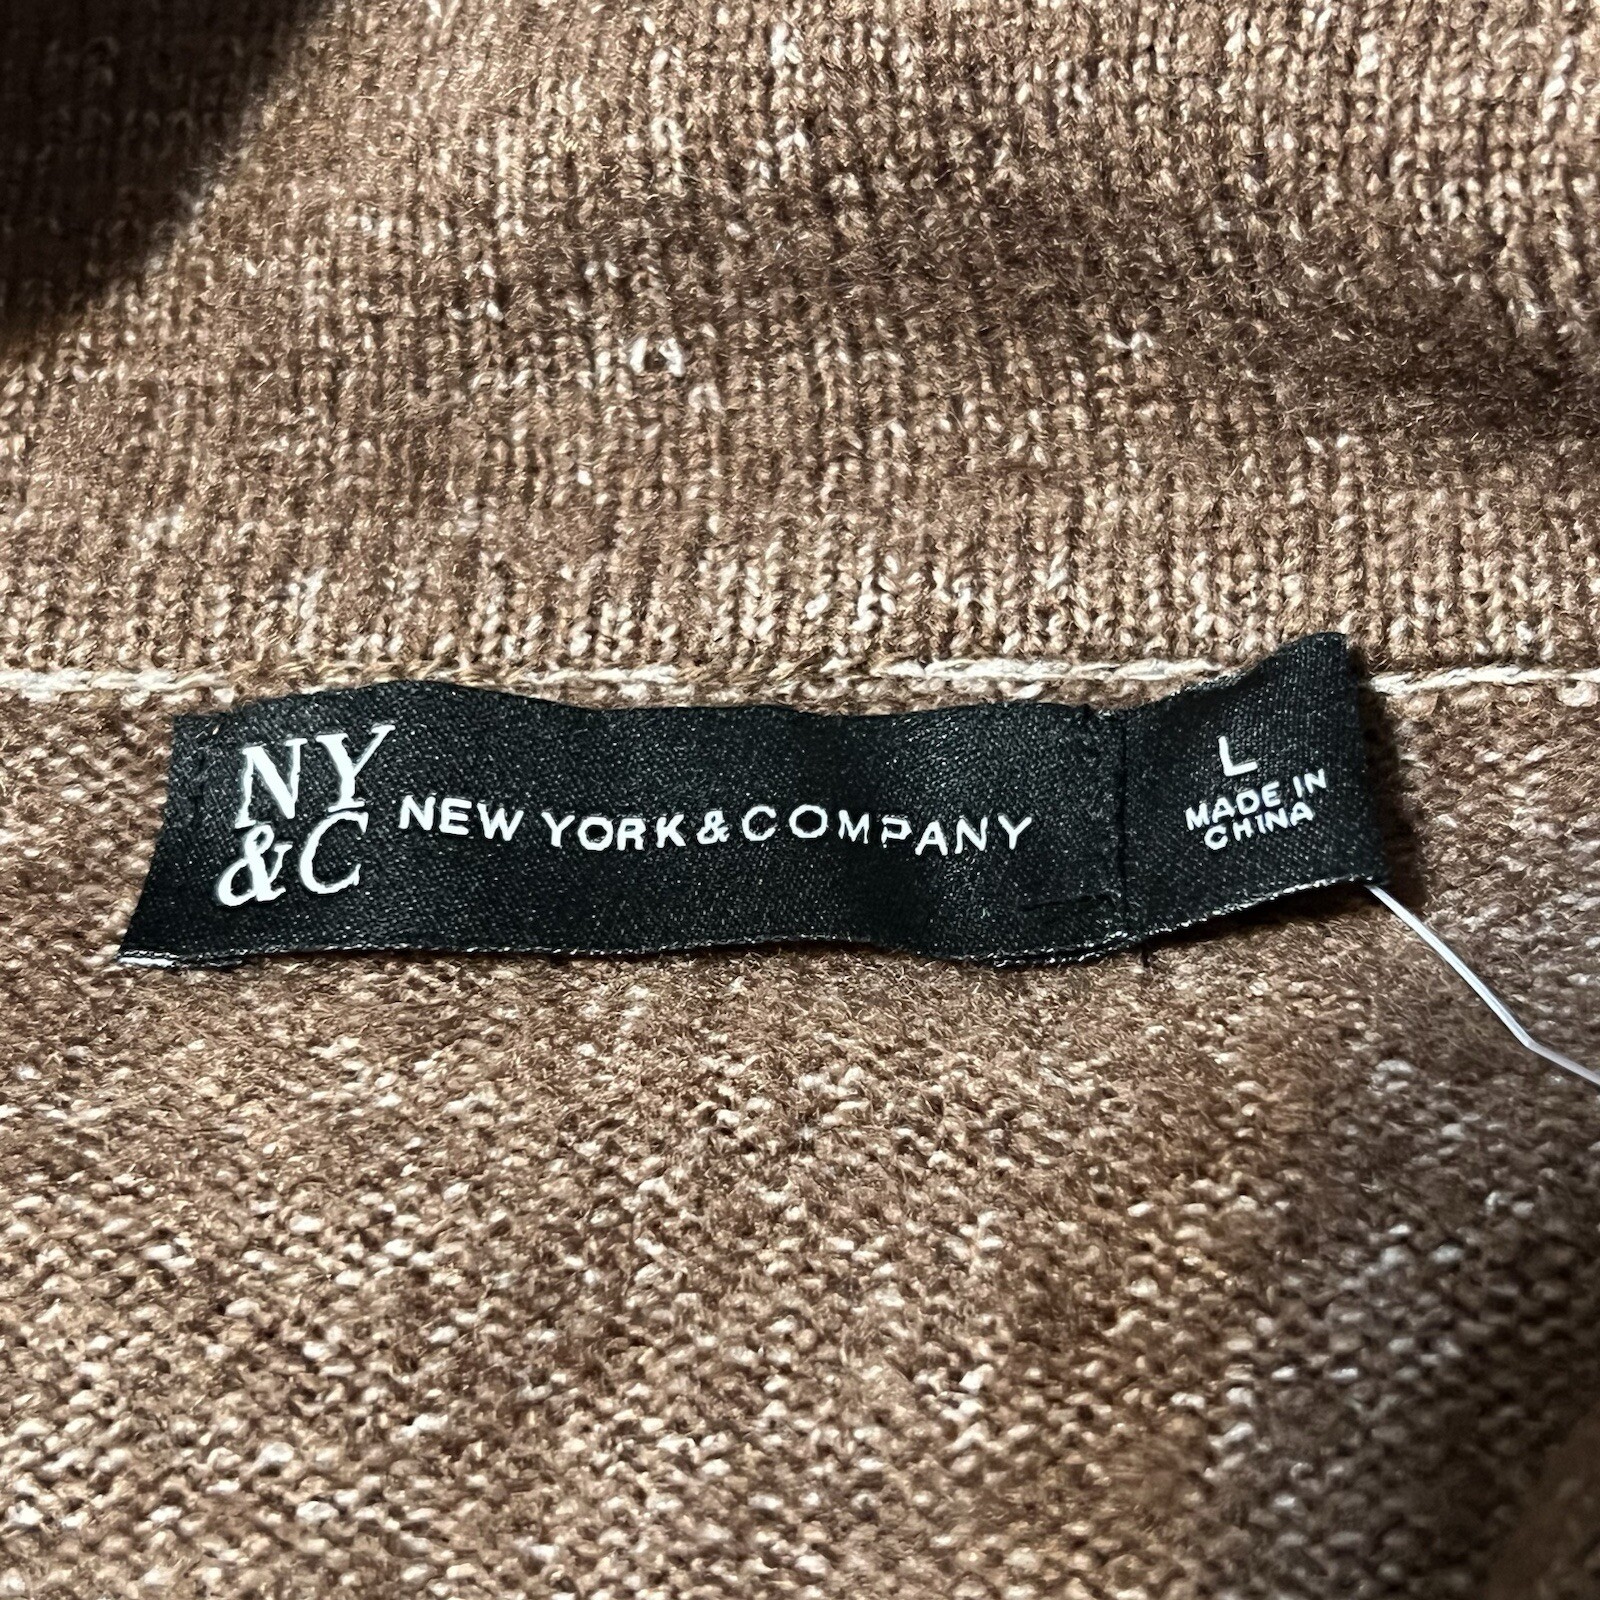 NY
&C
NEW YORK & COMPANY
L
MADE IN
CHINA